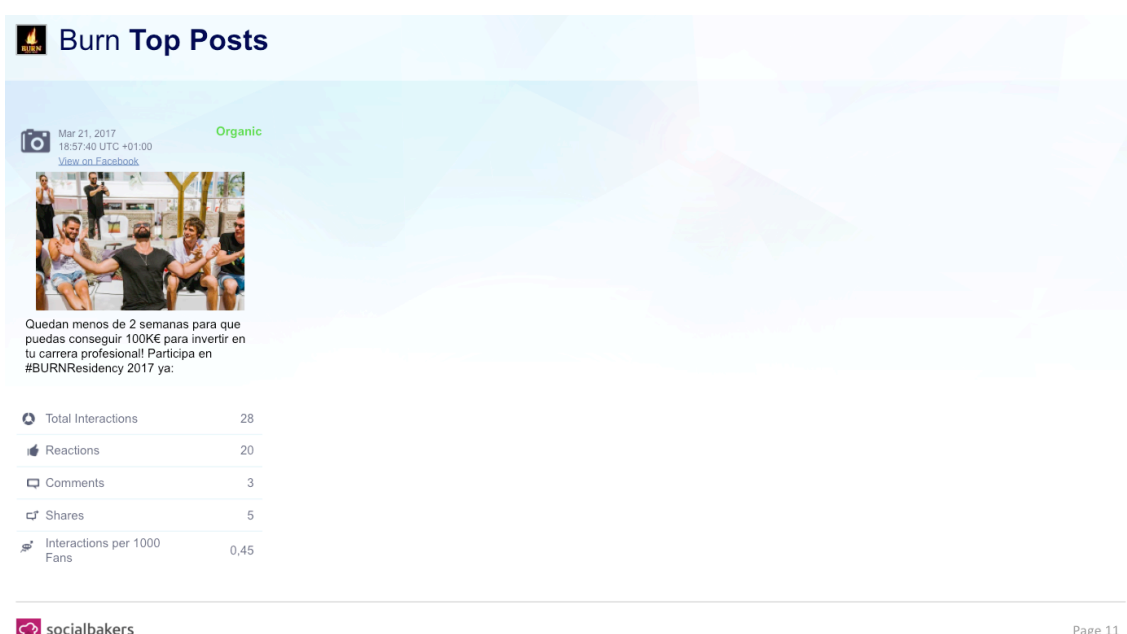 BURN
Burn Top Posts
Mar 21, 2017
18:57:40 UTC +01:00
View on Facebook
Organic
Quedan menos de 2 semanas para que
puedas conseguir 100K€ para invertir en
tu carrera profesional! Participa en
#BURNResidency 2017 ya:
Total Interactions 28
Reactions 20
Comments 3
Shares 5
Interactions per 1000
Fans 0,45
socialbakers
Page 11